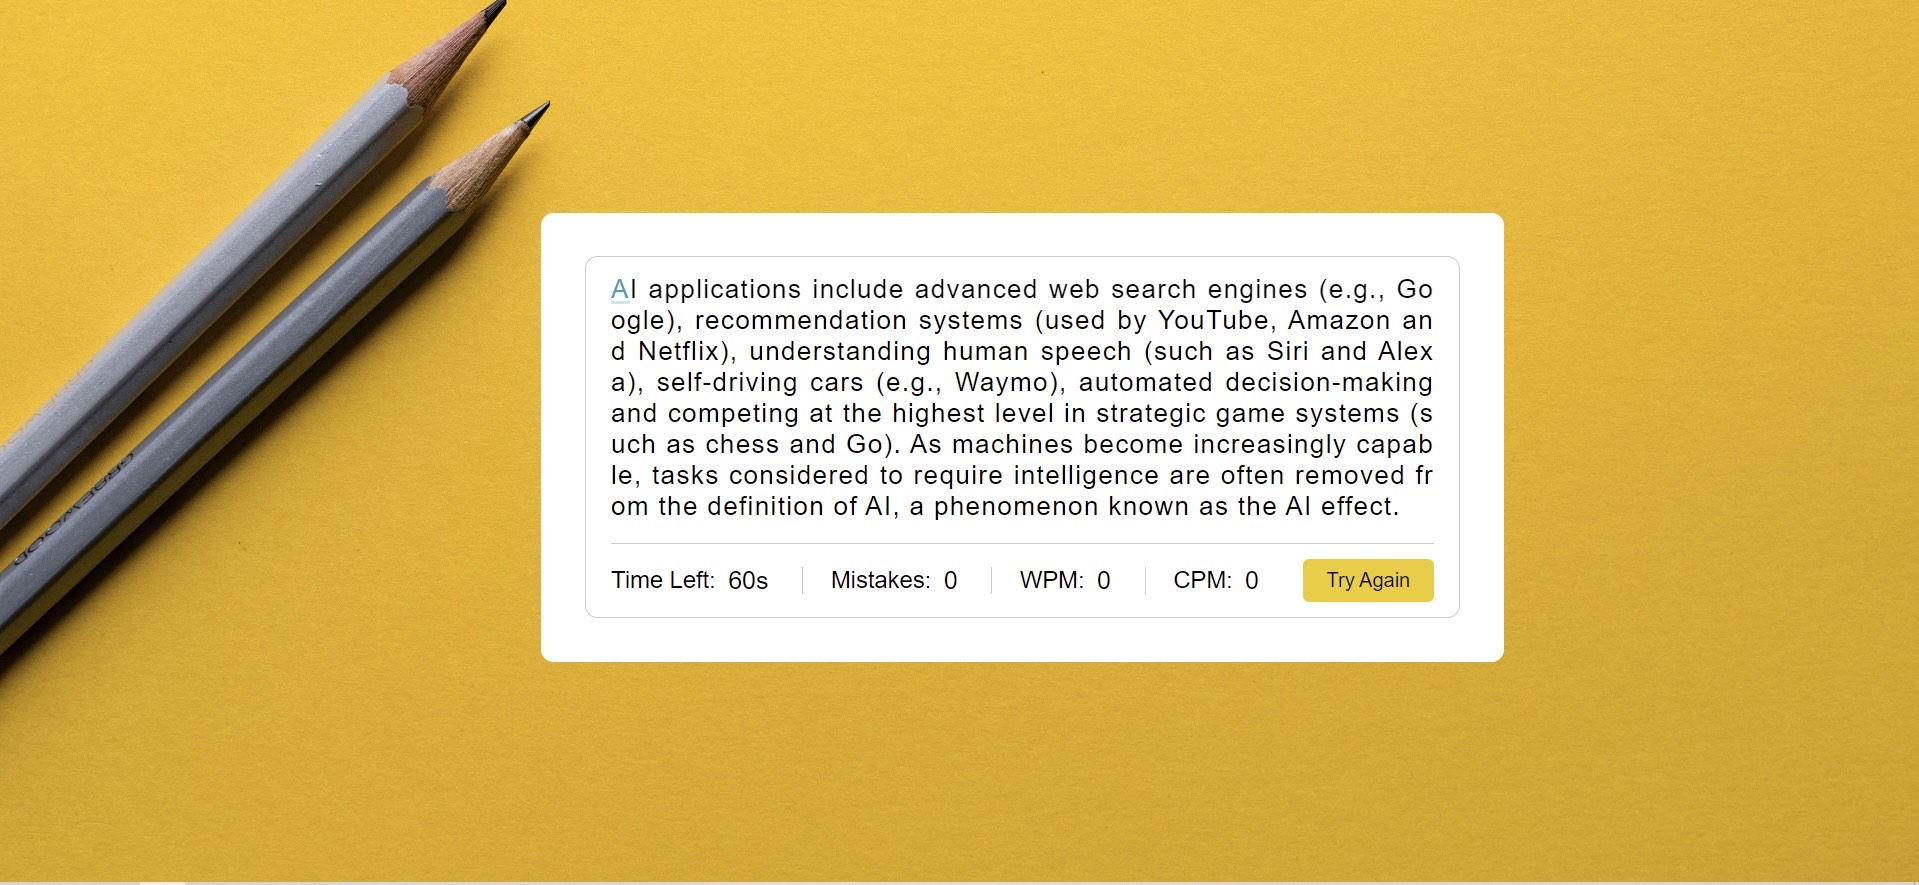 AI applications include advanced web search engines (e.g., Go
ogle), recommendation systems (used by YouTube, Amazon an
d Netflix), understanding human speech (such as Siri and Alex
a), self-driving cars (e.g., Waymo), automated decision-making
and competing at the highest level in strategic game systems (s
uch as chess and Go). As machines become increasingly capab
le, tasks considered to require intelligence are often removed fr
om the definition of AI, a phenomenon known as the AI effect.
Time Left: 60s
Mistakes: 0
WPM: 0
CPM: 0
Try Again